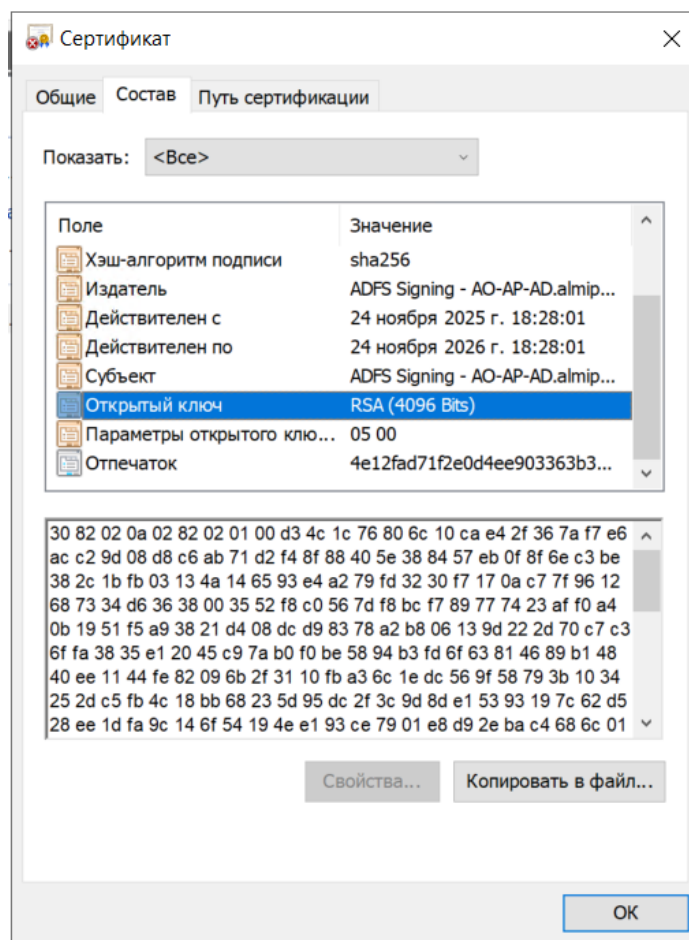 Сертификат
Общие Состав Путь сертификации
Показать: <Все>
Поле Значение
Хэш-алгоритм подписи sha256
Издатель ADFS Signing - AO-AP-AD.almip...
Действителен с 24 ноября 2025 г. 18:28:01
Действителен по 24 ноября 2026 г. 18:28:01
Субъект ADFS Signing - AO-AP-AD.almip...
Открытый ключ RSA (4096 Bits)
Параметры открытого клю... 05 00
Отпечаток 4e12fad71f2e0d4ee903363b3...
30 82 02 0a 02 82 02 01 00 d3 4c 1c 76 80 6c 10 ca e4 2f 36 7a f7 e6
ac c2 9d 08 d8 c6 ab 71 d2 f4 8f 88 40 5e 38 84 57 eb 0f 8f 6e c3 be
38 2c 1b fb 03 13 4a 14 65 93 e4 a2 79 fd 32 30 f7 17 0a c7 7f 96 12
68 73 34 d6 36 38 00 35 52 f8 c0 56 7d f8 bc f7 89 77 74 23 af f0 a4
0b 19 51 f5 a9 38 21 d4 08 dc d9 83 78 a2 b8 06 13 9d 22 2d 70 c7 c3
6f fa 38 35 e1 20 45 c9 7a b0 f0 be 58 94 b3 fd 6f 63 81 46 89 b1 48
40 ee 11 44 fe 82 09 6b 2f 31 10 fb a3 6c 1e dc 56 9f 58 79 3b 10 34
25 2d c5 fb 4c 18 bb 68 23 5d 95 dc 2f 3c 9d 8d e1 53 93 19 7c 62 d5
28 ee 1d fa 9c 14 6f 54 19 4e e1 93 ce 79 01 e8 d9 2e ba c4 68 6c 01
Свойства... Копировать в файл...
ОК